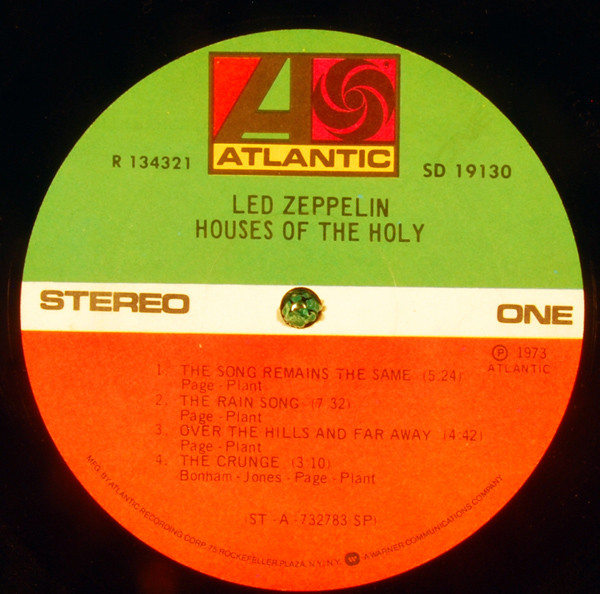 ATLANTIC
R 134321
SD 19130
LED ZEPPELIN
HOUSES OF THE HOLY
STEREO
ONE
Ⓟ 1973
ATLANTIC
1. THE SONG REMAINS THE SAME (5:24)
Page - Plant
2. THE RAIN SONG (7:32)
Page - Plant
3. OVER THE HILLS AND FAR AWAY (4:42)
Page - Plant
4. THE CRUNGE (3:10)
Bonham - Jones - Page - Plant
(ST - A - 732783 SP)
MFG. BY ATLANTIC RECORDING CORP., 75 ROCKEFELLER PLAZA, N.Y., N.Y. W A WARNER COMMUNICATIONS COMPANY